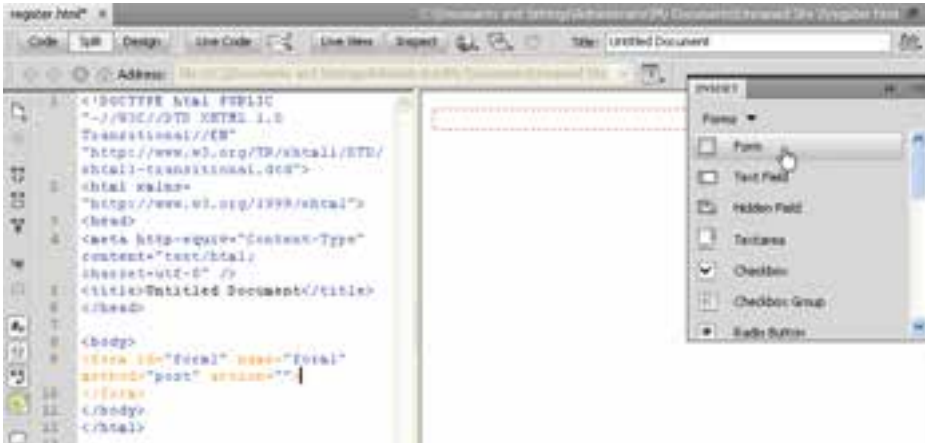 register.html*
Code Split Design Live Code Live View Inspect Title: Untitled Document
Address:
INSERT
Forms
Form
Text Field
Hidden Field
Textarea
Checkbox
Checkbox Group
Radio Button
1 <!DOCTYPE html PUBLIC
"-//W3C//DTD XHTML 1.0
Transitional//EN"
"http://www.w3.org/TR/xhtml1/DTD/
xhtml1-transitional.dtd">
2 <html xmlns=
"http://www.w3.org/1999/xhtml">
3 <head>
4 <meta http-equiv="Content-Type"
content="text/html;
charset=utf-8" />
5 <title>Untitled Document</title>
6 </head>
7
8 <body>
9 <form id="form1" name="form1"
method="post" action="">
10 </form>
11 </body>
12 </html>